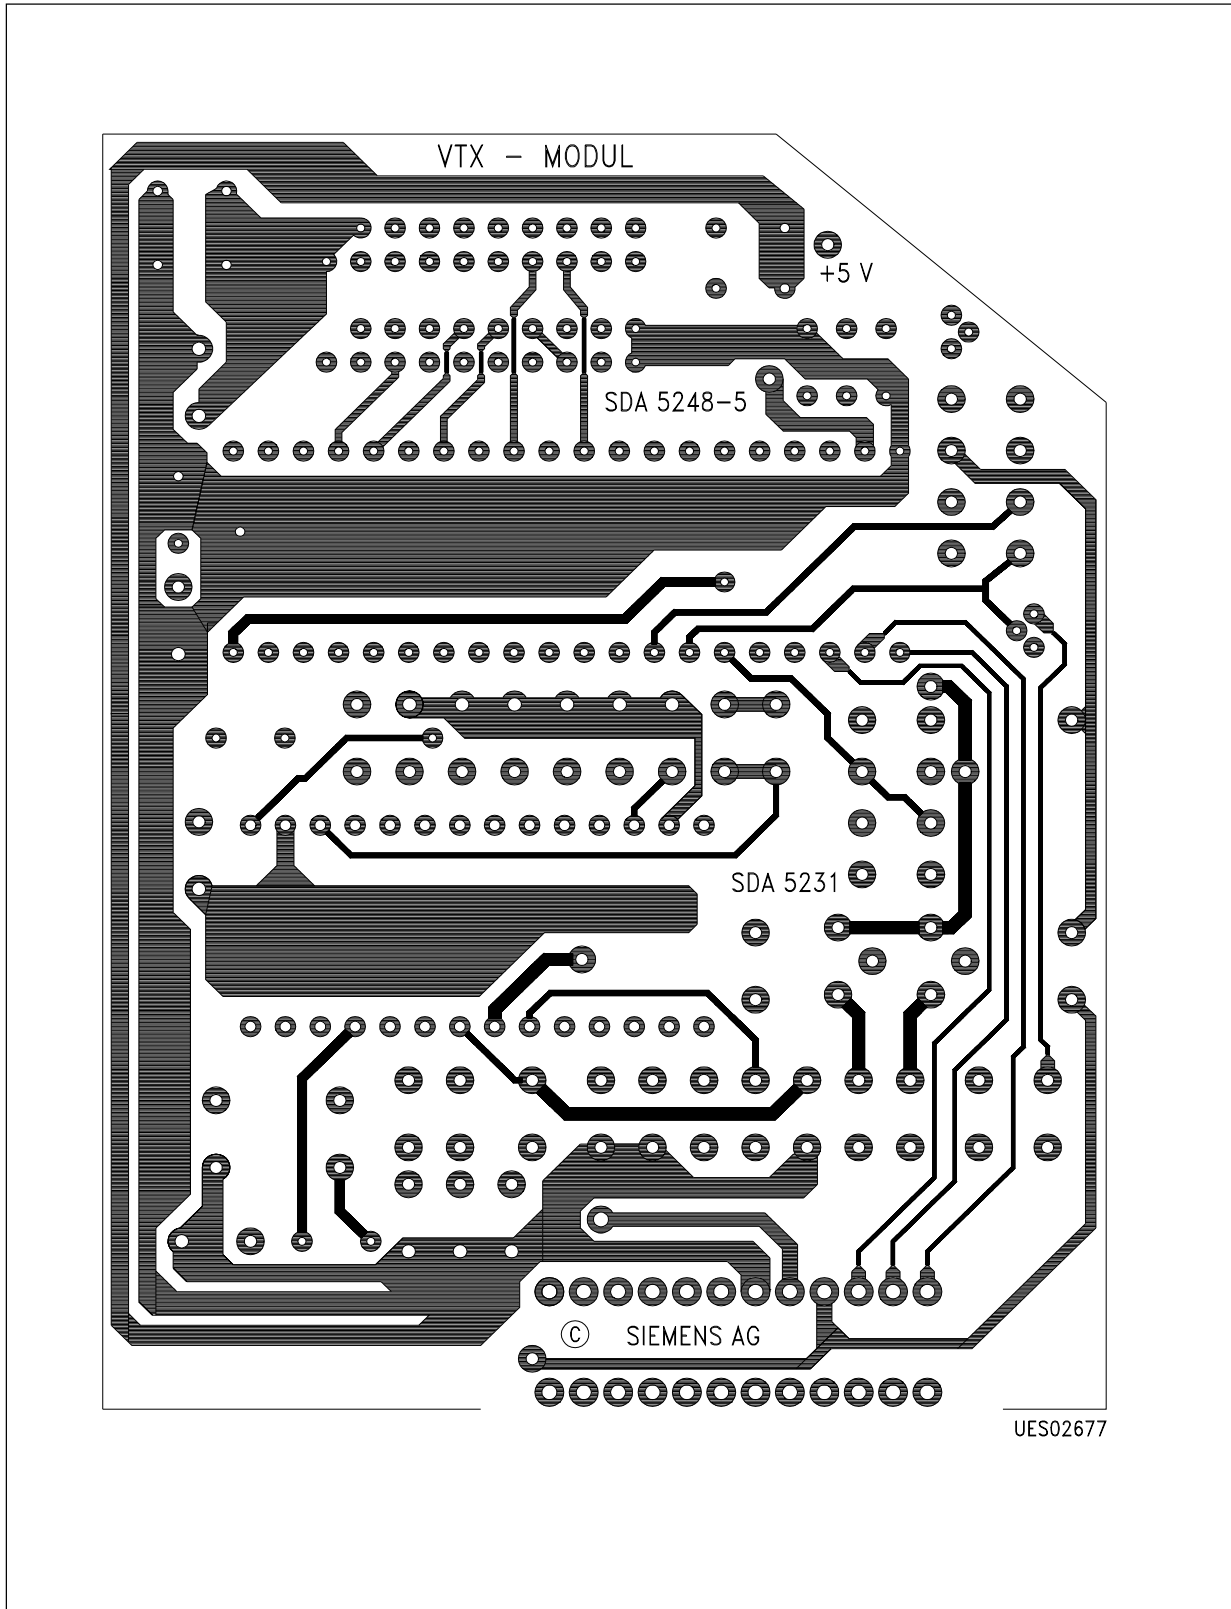 VTX – MODUL
+5 V
SDA 5248–5
SDA 5231
© SIEMENS AG
UES02677